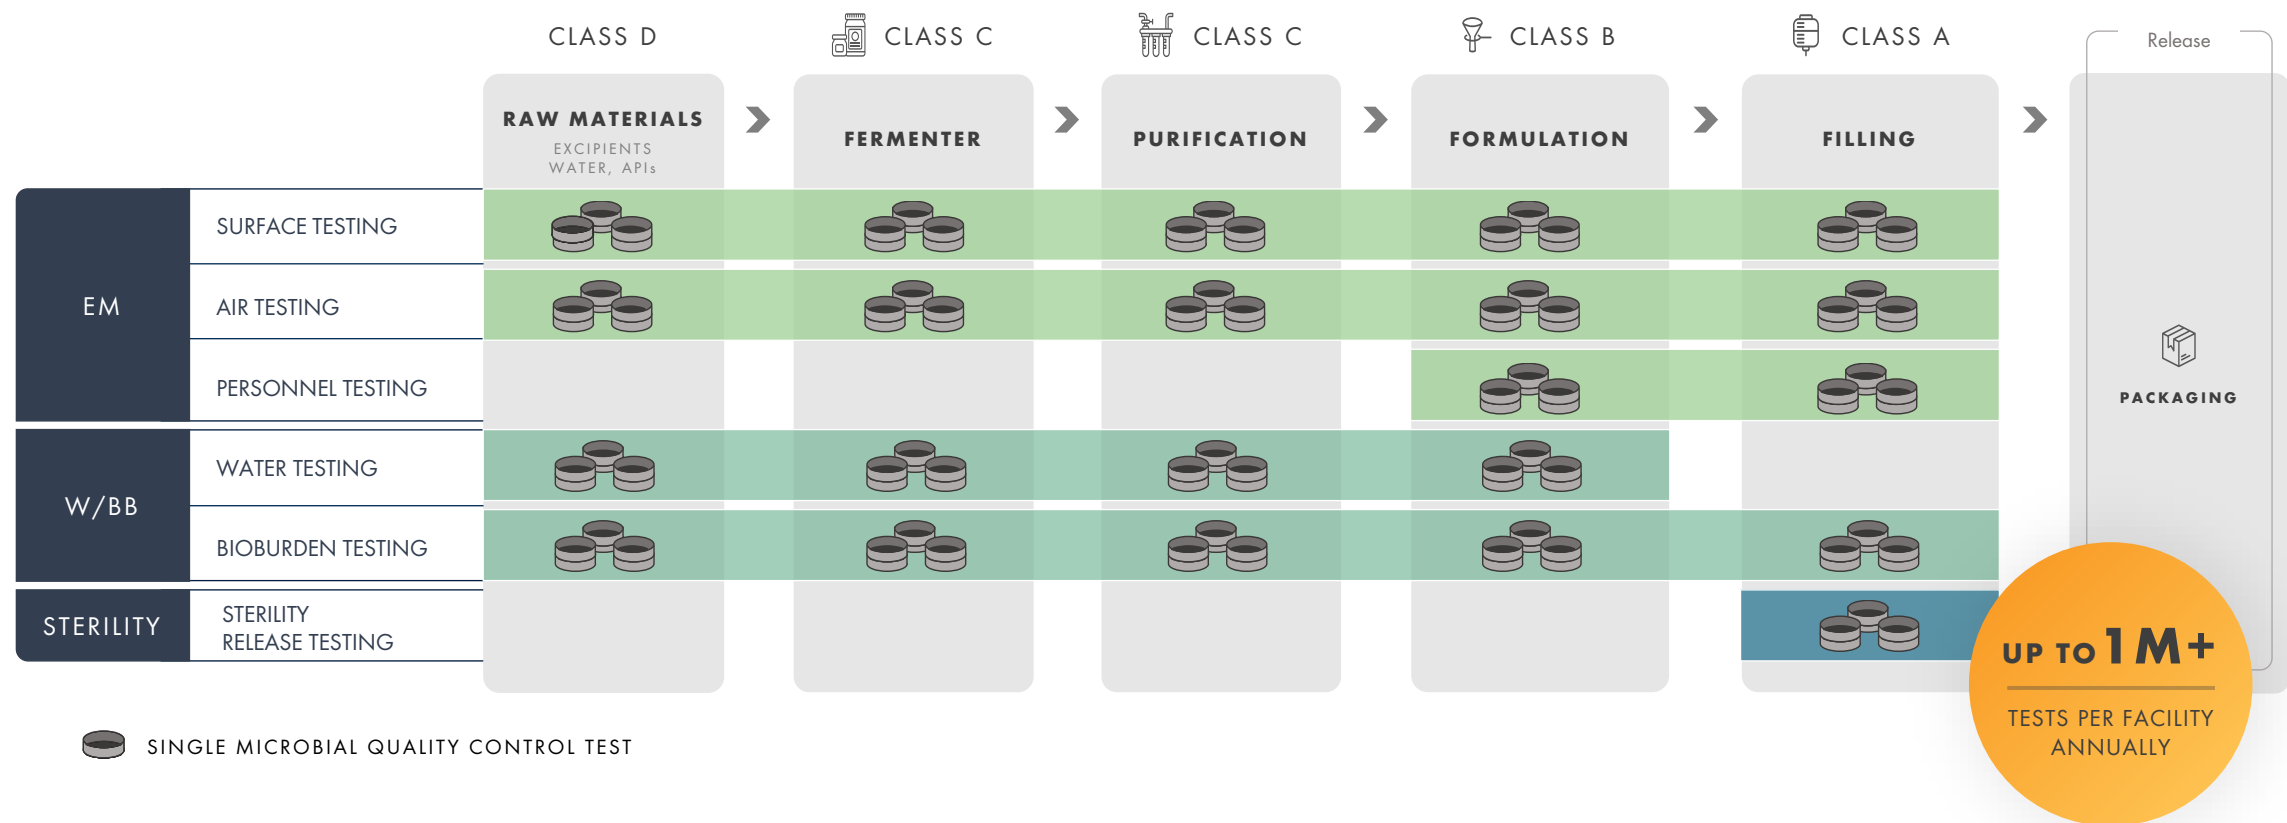 CLASS D
CLASS C
CLASS C
CLASS B
CLASS A
Release
RAW MATERIALS
EXCIPIENTS
WATER, APIs
FERMENTER
PURIFICATION
FORMULATION
FILLING
EM
SURFACE TESTING
AIR TESTING
PERSONNEL TESTING
PACKAGING
W/BB
WATER TESTING
BIOBURDEN TESTING
STERILITY
STERILITY
RELEASE TESTING
UP TO 1M+
TESTS PER FACILITY
ANNUALLY
SINGLE MICROBIAL QUALITY CONTROL TEST